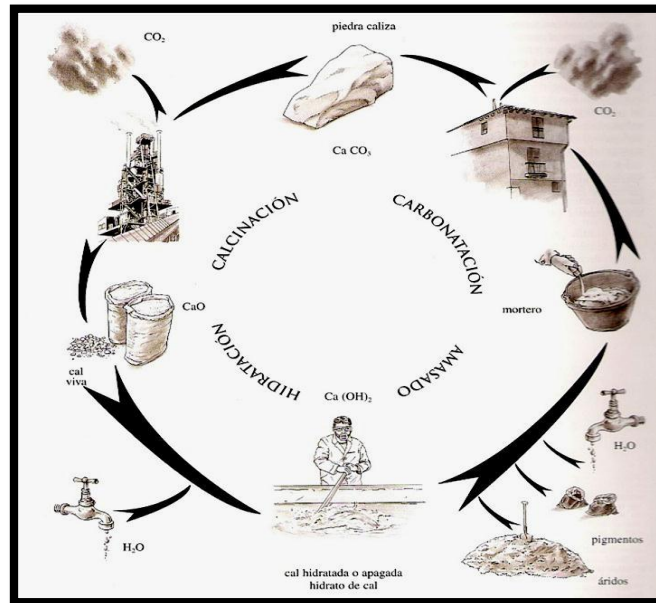 CO₂
piedra caliza
CO₂
Ca CO₃
CALCINACIÓN
CARBONATACIÓN
CaO
mortero
cal
viva
HIDRATACIÓN
AMASADO
Ca (OH)₂
H₂O
H₂O
pigmentos
áridos
cal hidratada o apagada
hidrato de cal